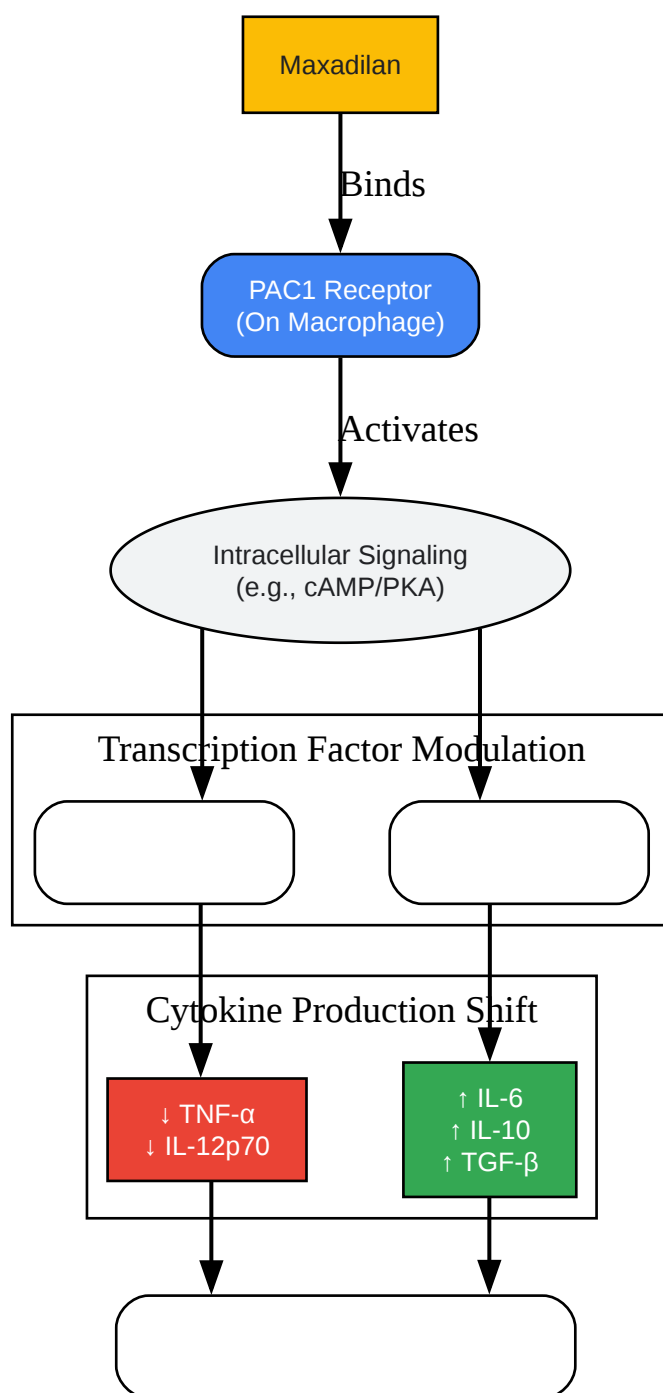 Maxadilan
Binds
PAC1 Receptor
(On Macrophage)
Activates
Intracellular Signaling
(e.g., cAMP/PKA)
Transcription Factor Modulation
Cytokine Production Shift
↓ TNF-α
↓ IL-12p70
↑ IL-6
↑ IL-10
↑ TGF-β